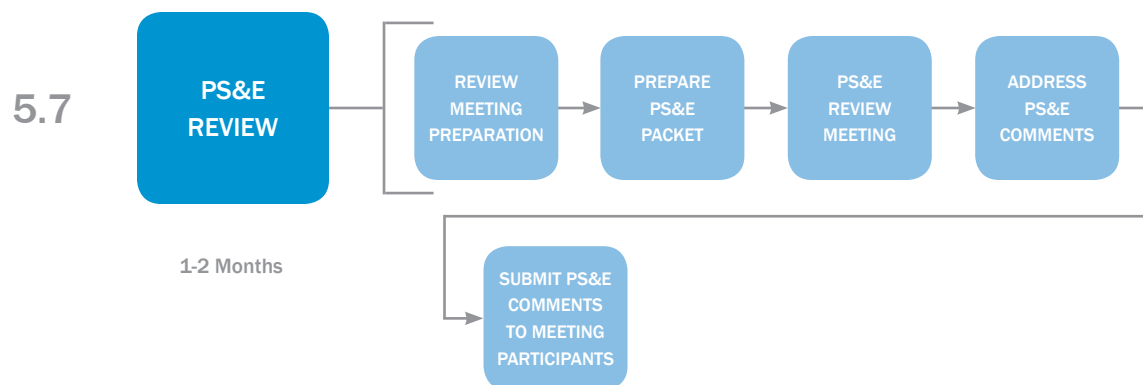 5.7
PS&E
REVIEW
1-2 Months
REVIEW
MEETING
PREPARATION
PREPARE
PS&E
PACKET
PS&E
REVIEW
MEETING
ADDRESS
PS&E
COMMENTS
SUBMIT PS&E
COMMENTS
TO MEETING
PARTICIPANTS